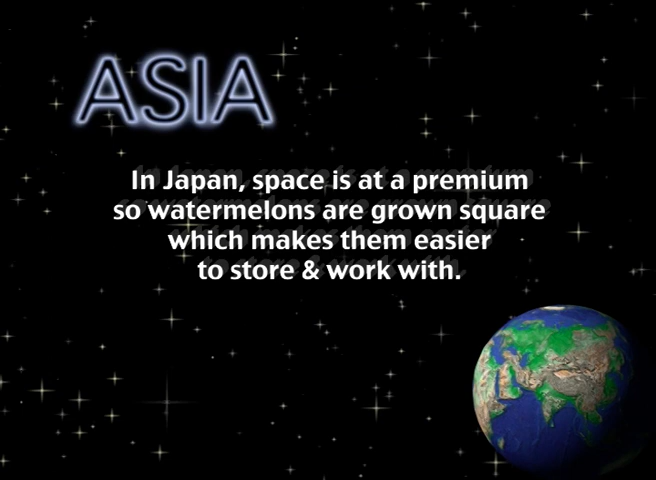 ASIA
In Japan, space is at a premium
so watermelons are grown square
which makes them easier
to store & work with.